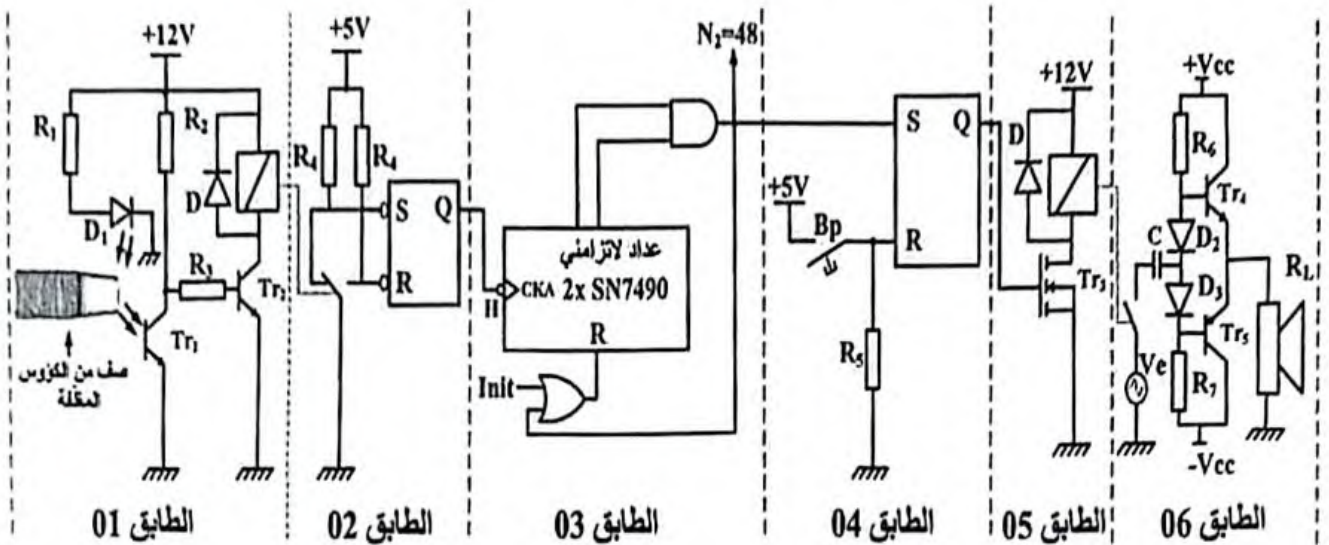 +12V
R₁
R₂
D
D₁
R₃
Tr₂
Tr₁
صف من الكؤوس
المغلفة
الطابق 01
+5V
R₄
R₄
S
Q
R
الطابق 02
N₂=48
عداد لاتزامني
CKA 2x SN7490
H
R
Init
الطابق 03
S
Q
+5V
Bp
R
R₅
الطابق 04
+12V
D
Tr₃
الطابق 05
+Vcc
R₆
Tr₄
D₂
C
D₃
R_L
Tr₅
Ve
R₇
-Vcc
الطابق 06